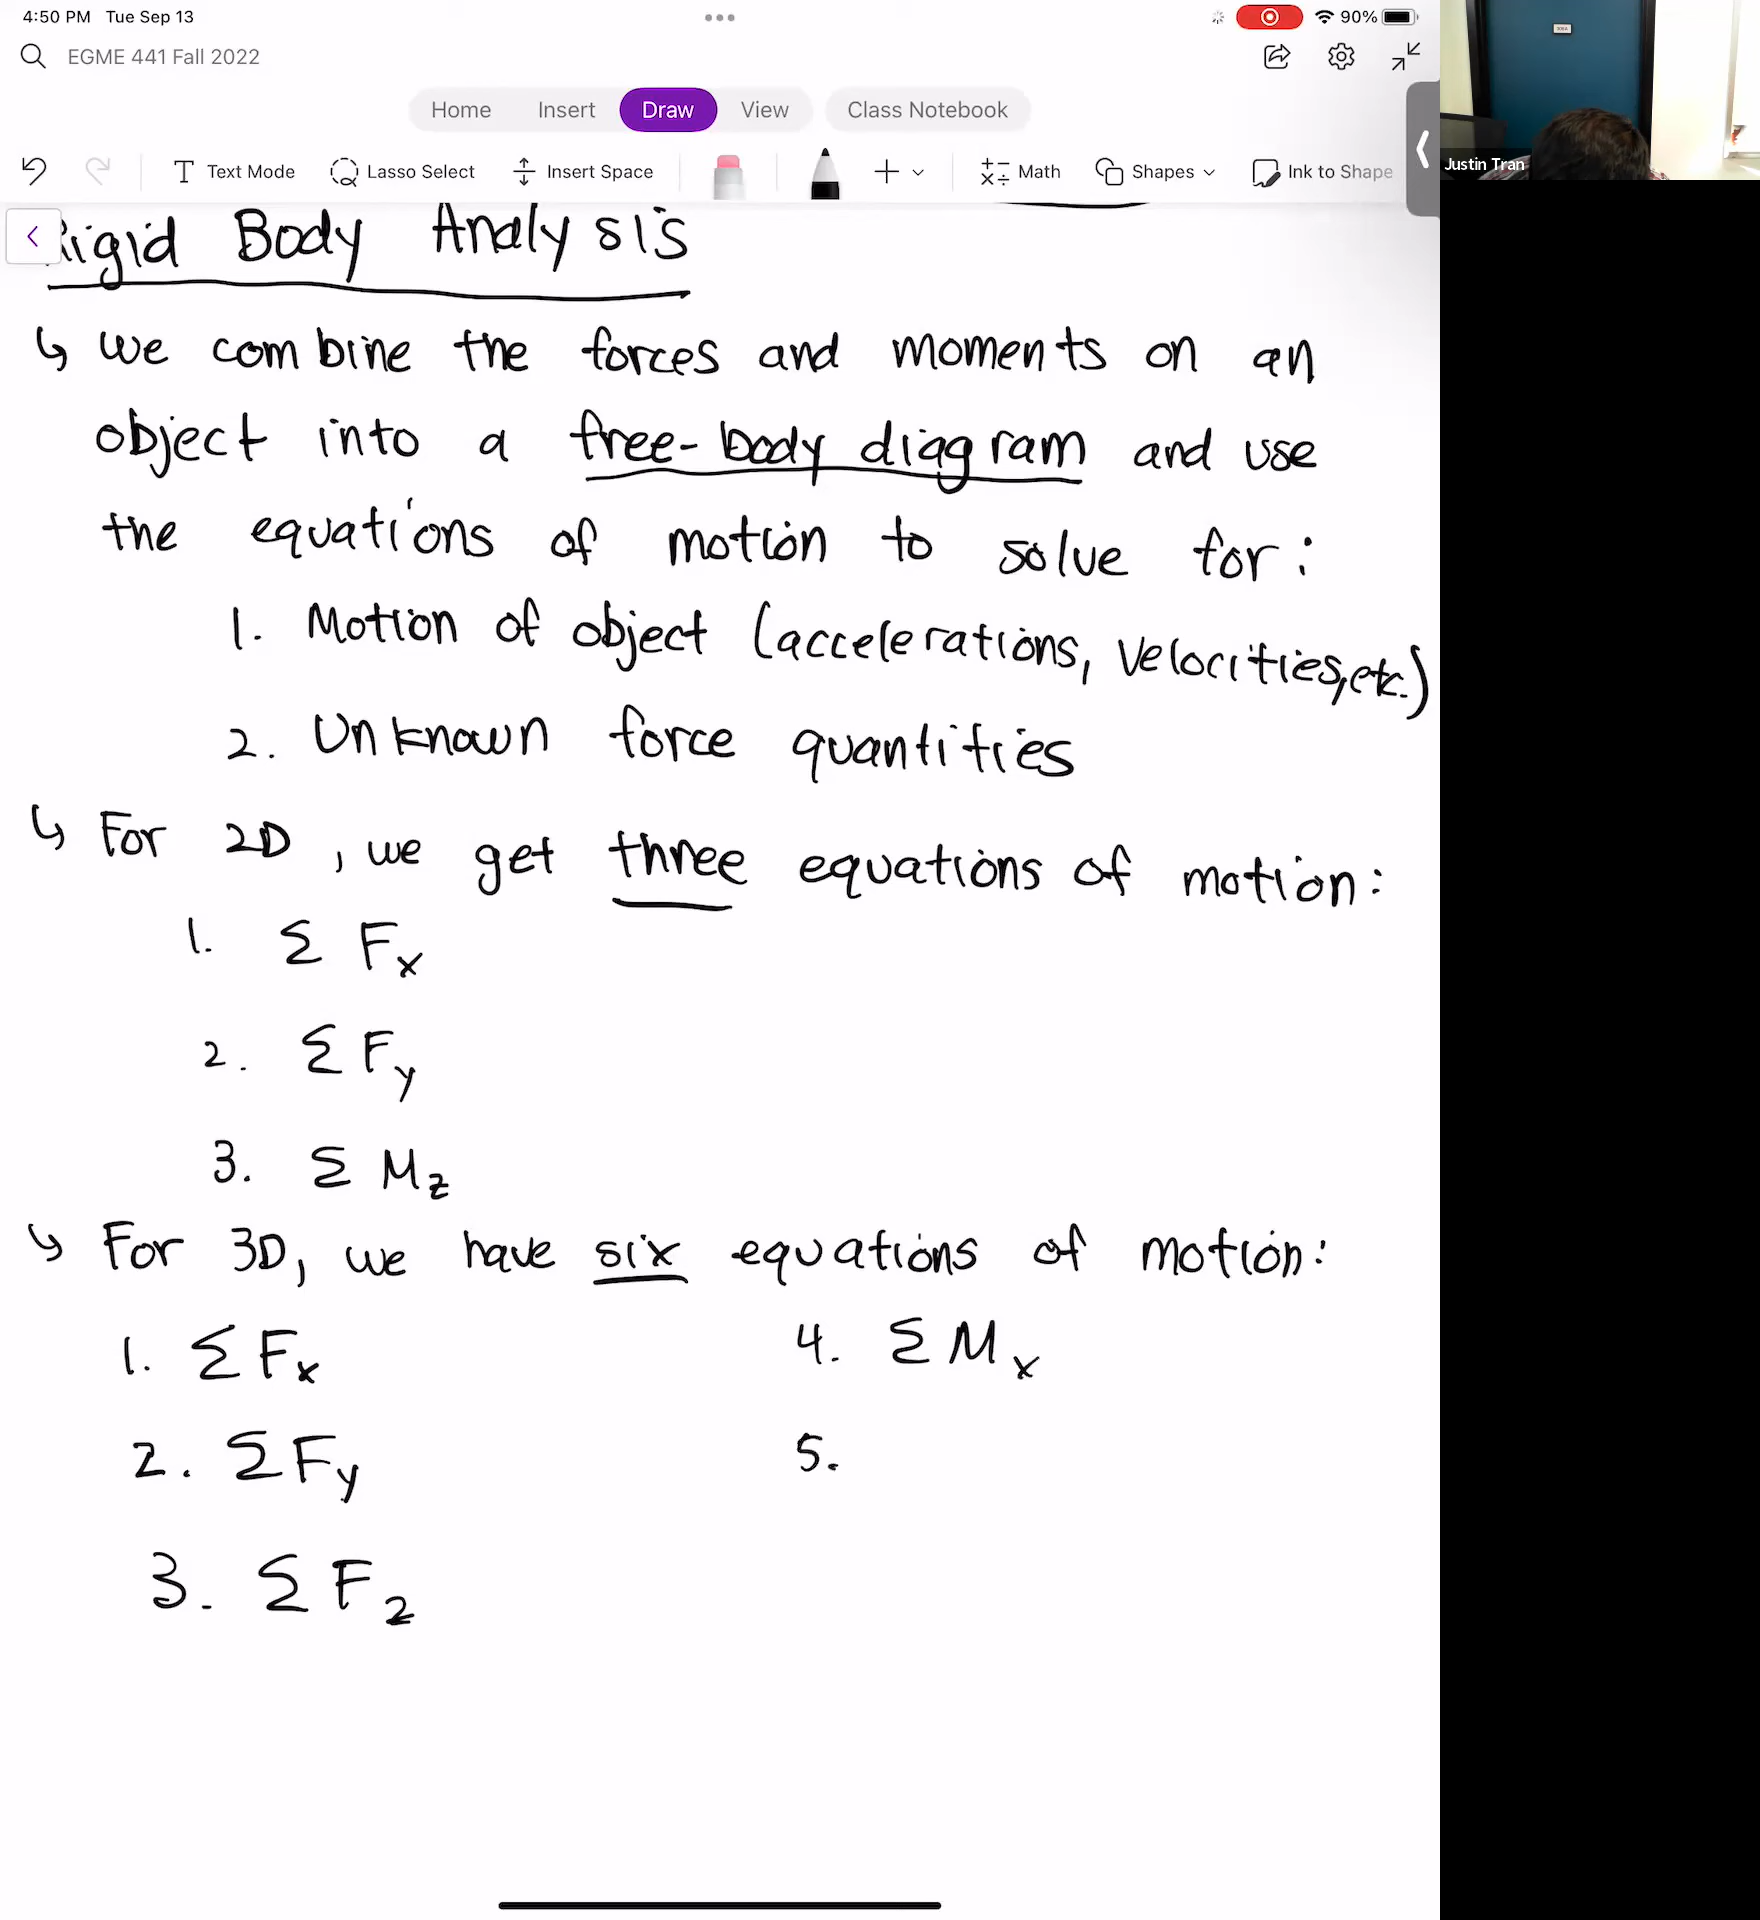 4:50 PM Tue Sep 13
90%
EGME 441 Fall 2022
Home Insert Draw View Class Notebook
Text Mode Lasso Select Insert Space Math Shapes Ink to Shape
Justin Tran
Rigid Body Analysis
↳ we combine the forces and moments on an
object into a free-body diagram and use
the equations of motion to solve for:
1. Motion of object (accelerations, velocities, etc.)
2. Unknown force quantities
↳ For 2D, we get three equations of motion:
1. Σ Fx
2. Σ Fy
3. Σ Mz
↳ For 3D, we have six equations of motion:
1. Σ Fx
2. Σ Fy
3. Σ Fz
4. Σ Mx
5.